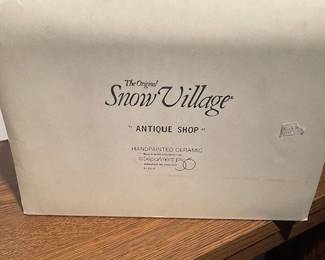 The Original
Snow Village®
" ANTIQUE SHOP "
HANDPAINTED CERAMIC
Department 56